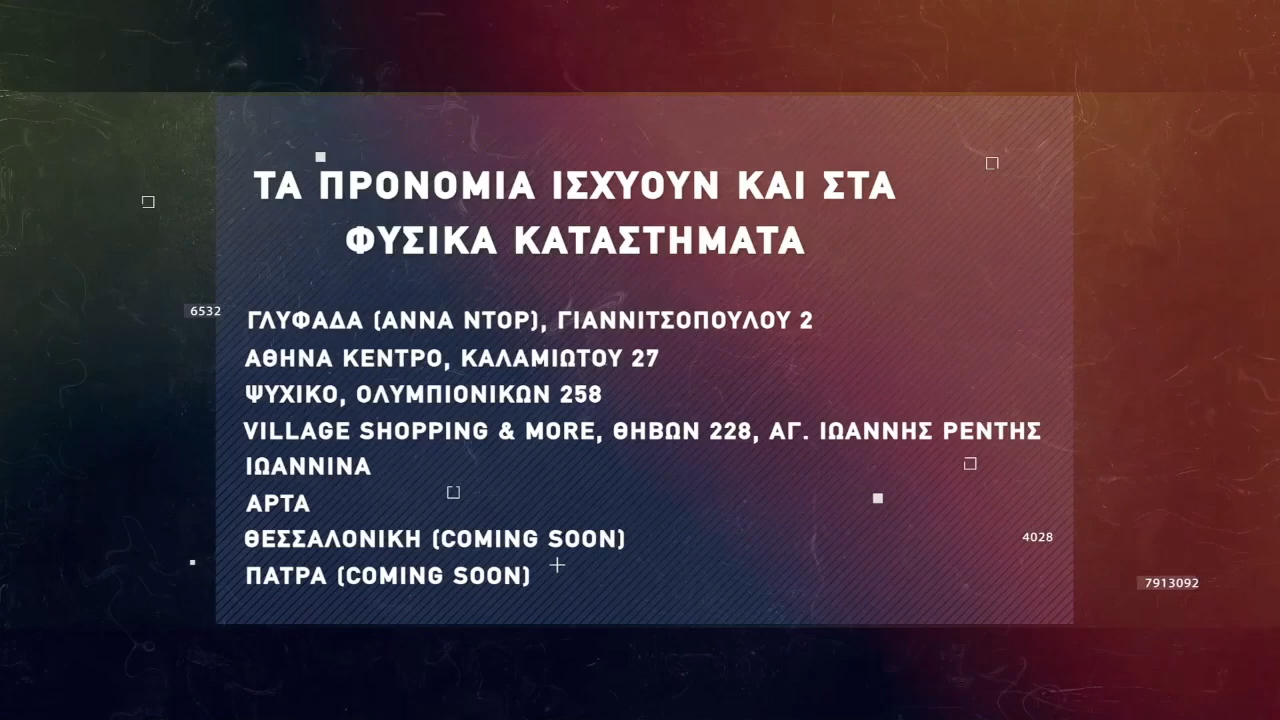 ΤΑ ΠΡΟΝΟΜΙΑ ΙΣΧΥΟΥΝ ΚΑΙ ΣΤΑ
ΦΥΣΙΚΑ ΚΑΤΑΣΤΗΜΑΤΑ
6532
ΓΛΥΦΑΔΑ (ΑΝΝΑ ΝΤΟΡ), ΓΙΑΝΝΙΤΣΟΠΟΥΛΟΥ 2
ΑΘΗΝΑ ΚΕΝΤΡΟ, ΚΑΛΑΜΙΩΤΟΥ 27
ΨΥΧΙΚΟ, ΟΛΥΜΠΙΟΝΙΚΩΝ 258
VILLAGE SHOPPING & MORE, ΘΗΒΩΝ 228, ΑΓ. ΙΩΑΝΝΗΣ ΡΕΝΤΗΣ
ΙΩΑΝΝΙΝΑ
ΑΡΤΑ
ΘΕΣΣΑΛΟΝΙΚΗ (COMING SOON)
4028
ΠΑΤΡΑ (COMING SOON)
7913092